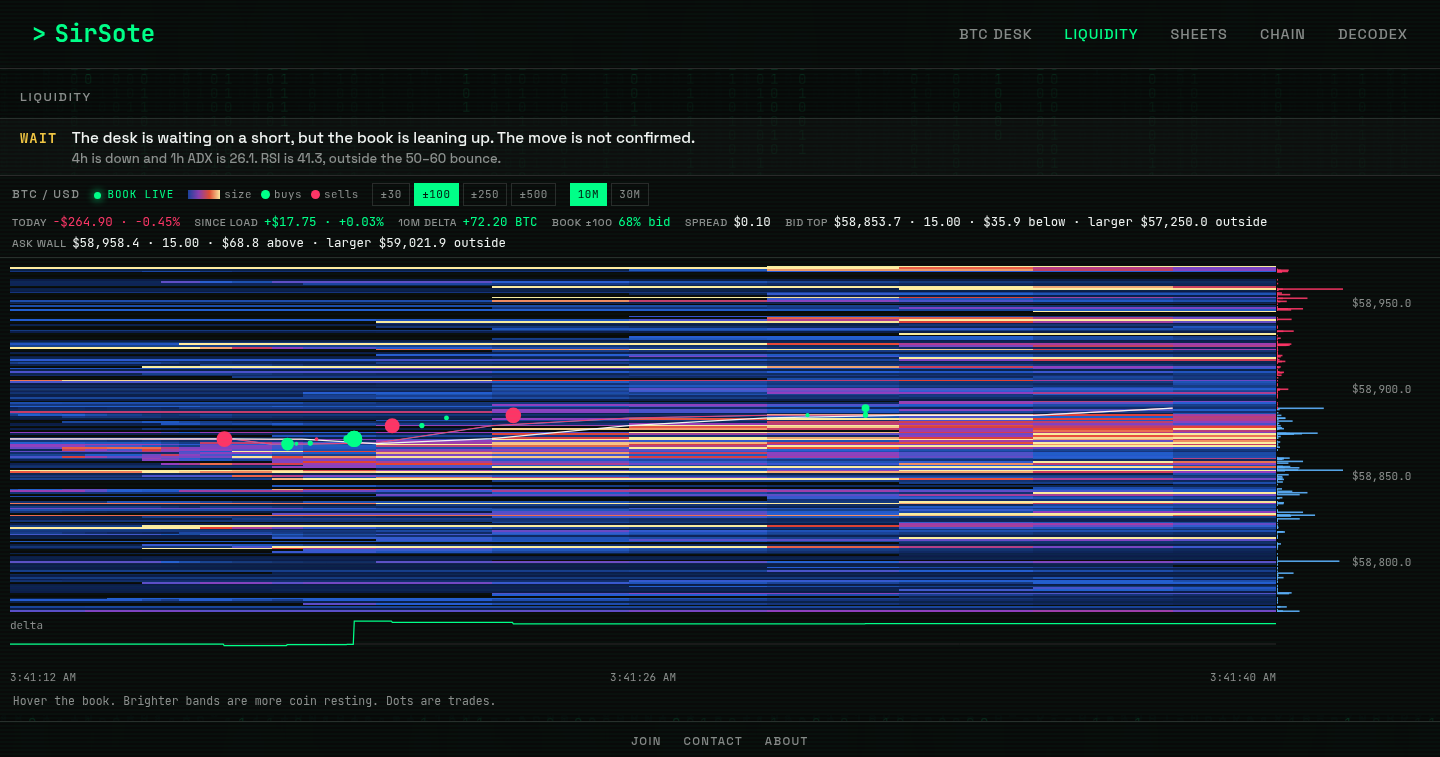 > SirSote
BTC DESK LIQUIDITY SHEETS CHAIN DECODEX
LIQUIDITY
WAIT The desk is waiting on a short, but the book is leaning up. The move is not confirmed.
4h is down and 1h ADX is 26.1. RSI is 41.3, outside the 50–60 bounce.
BTC / USD BOOK LIVE size buys sells ±30 ±100 ±250 ±500 10M 30M
TODAY -$264.90 · -0.45% SINCE LOAD +$17.75 · +0.03% 10M DELTA +72.20 BTC BOOK ±100 68% bid SPREAD $0.10 BID TOP $58,853.7 · 15.00 · $35.9 below · larger $57,250.0 outside
ASK WALL $58,958.4 · 15.00 · $68.8 above · larger $59,021.9 outside
$58,950.0
$58,900.0
$58,850.0
$58,800.0
delta
3:41:12 AM 3:41:26 AM 3:41:40 AM
Hover the book. Brighter bands are more coin resting. Dots are trades.
JOIN CONTACT ABOUT